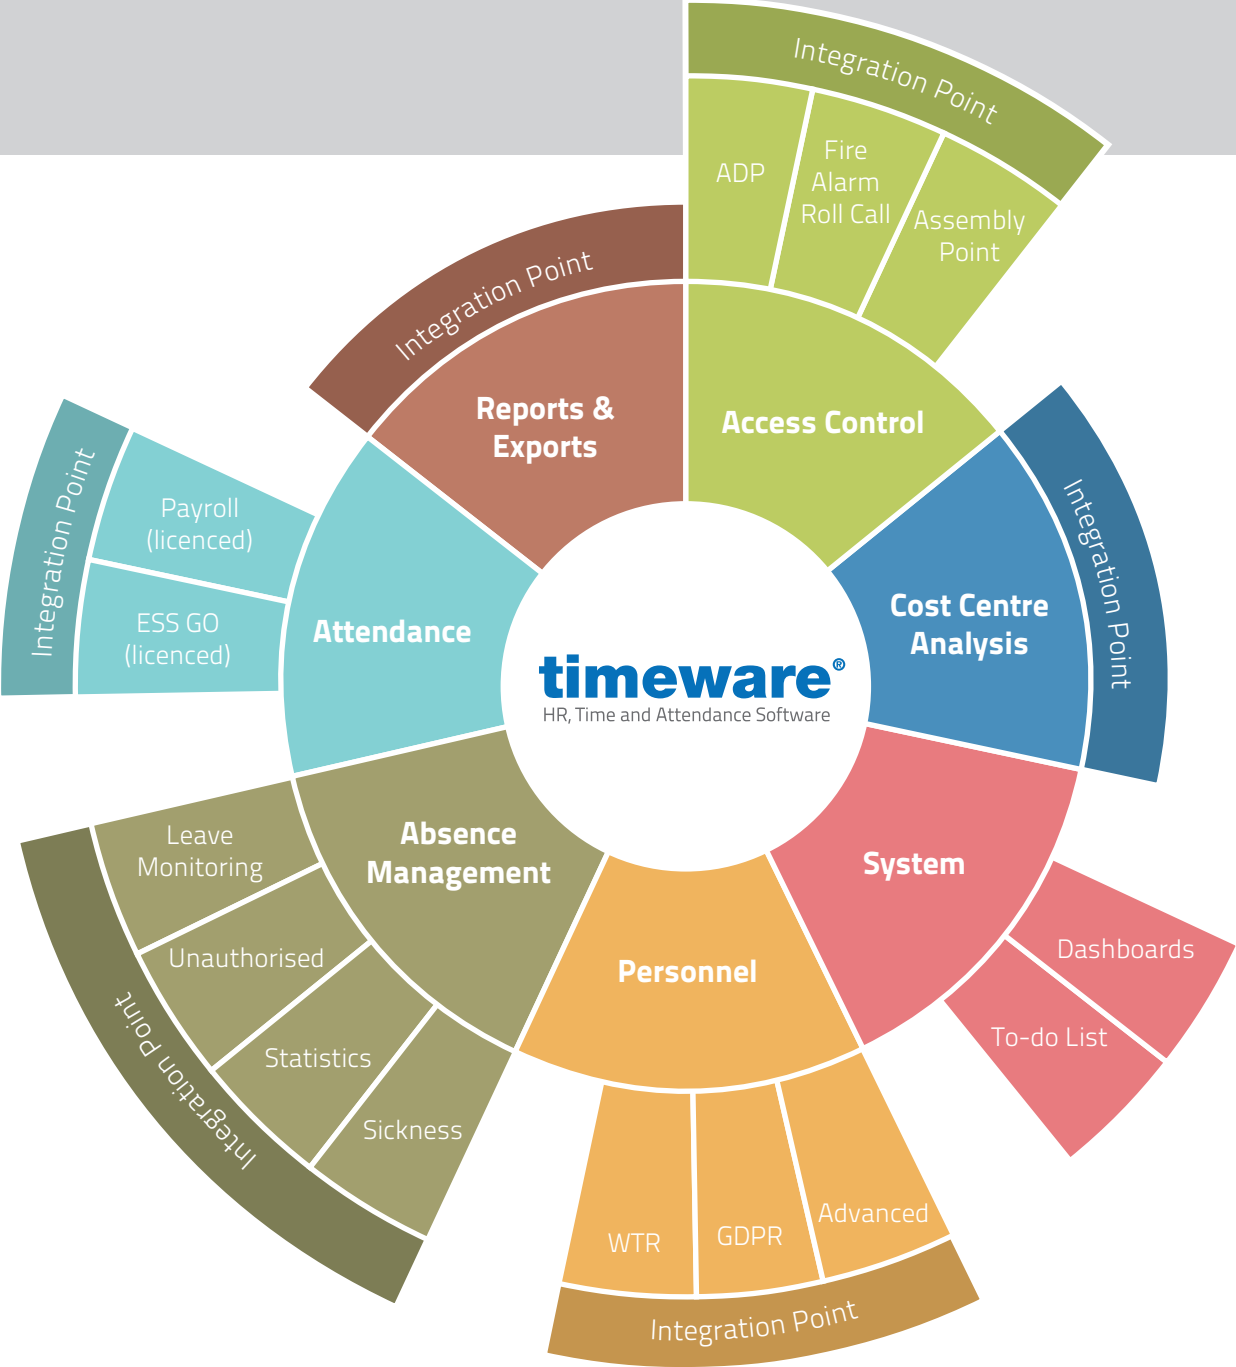 Integration Point
ADP
Fire
Alarm
Roll Call
Assembly
Point
Access Control
Integration Point
Reports &
Exports
Integration Point
Cost Centre
Analysis
Integration Point
Payroll
(licenced)
ESS GO
(licenced)
Attendance
timeware®
HR, Time and Attendance Software
System
Dashboards
To-do List
Absence
Management
Leave
Monitoring
Unauthorised
Statistics
Sickness
Integration Point
Personnel
WTR
GDPR
Advanced
Integration Point